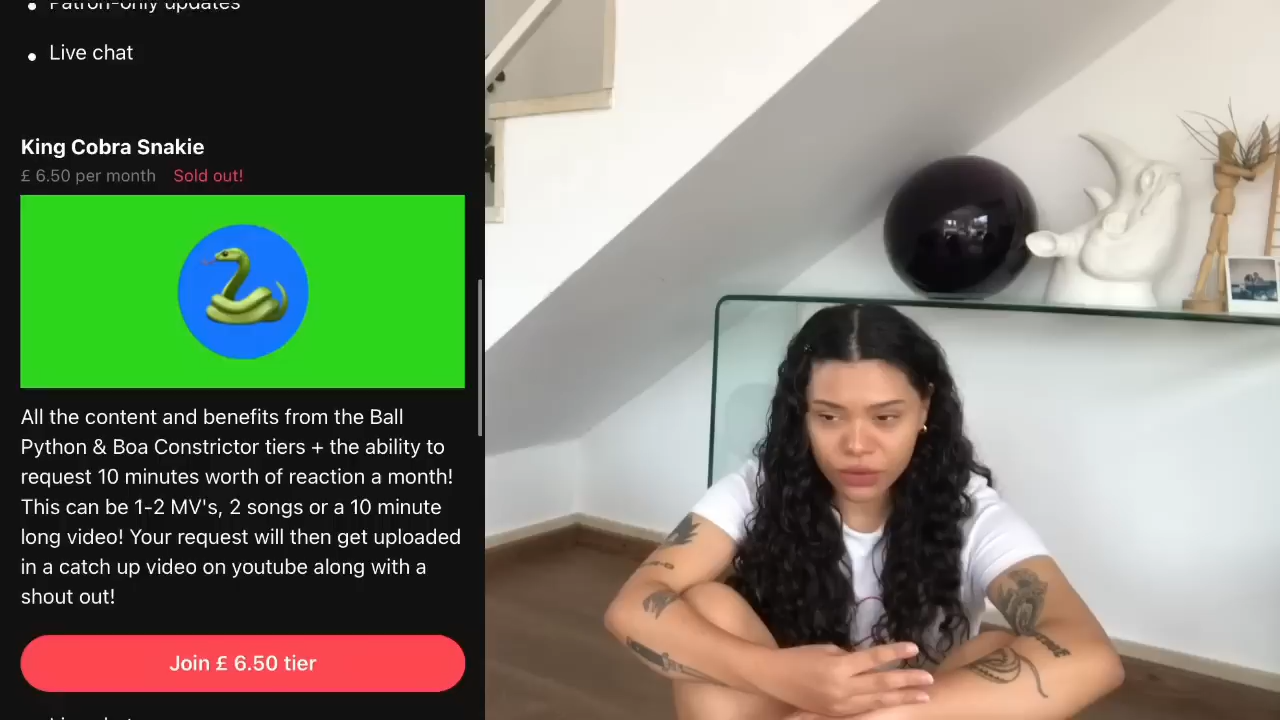 Patron-only updates
Live chat
King Cobra Snakie
£ 6.50 per month Sold out!
All the content and benefits from the Ball
Python & Boa Constrictor tiers + the ability to
request 10 minutes worth of reaction a month!
This can be 1-2 MV's, 2 songs or a 10 minute
long video! Your request will then get uploaded
in a catch up video on youtube along with a
shout out!
Join £ 6.50 tier